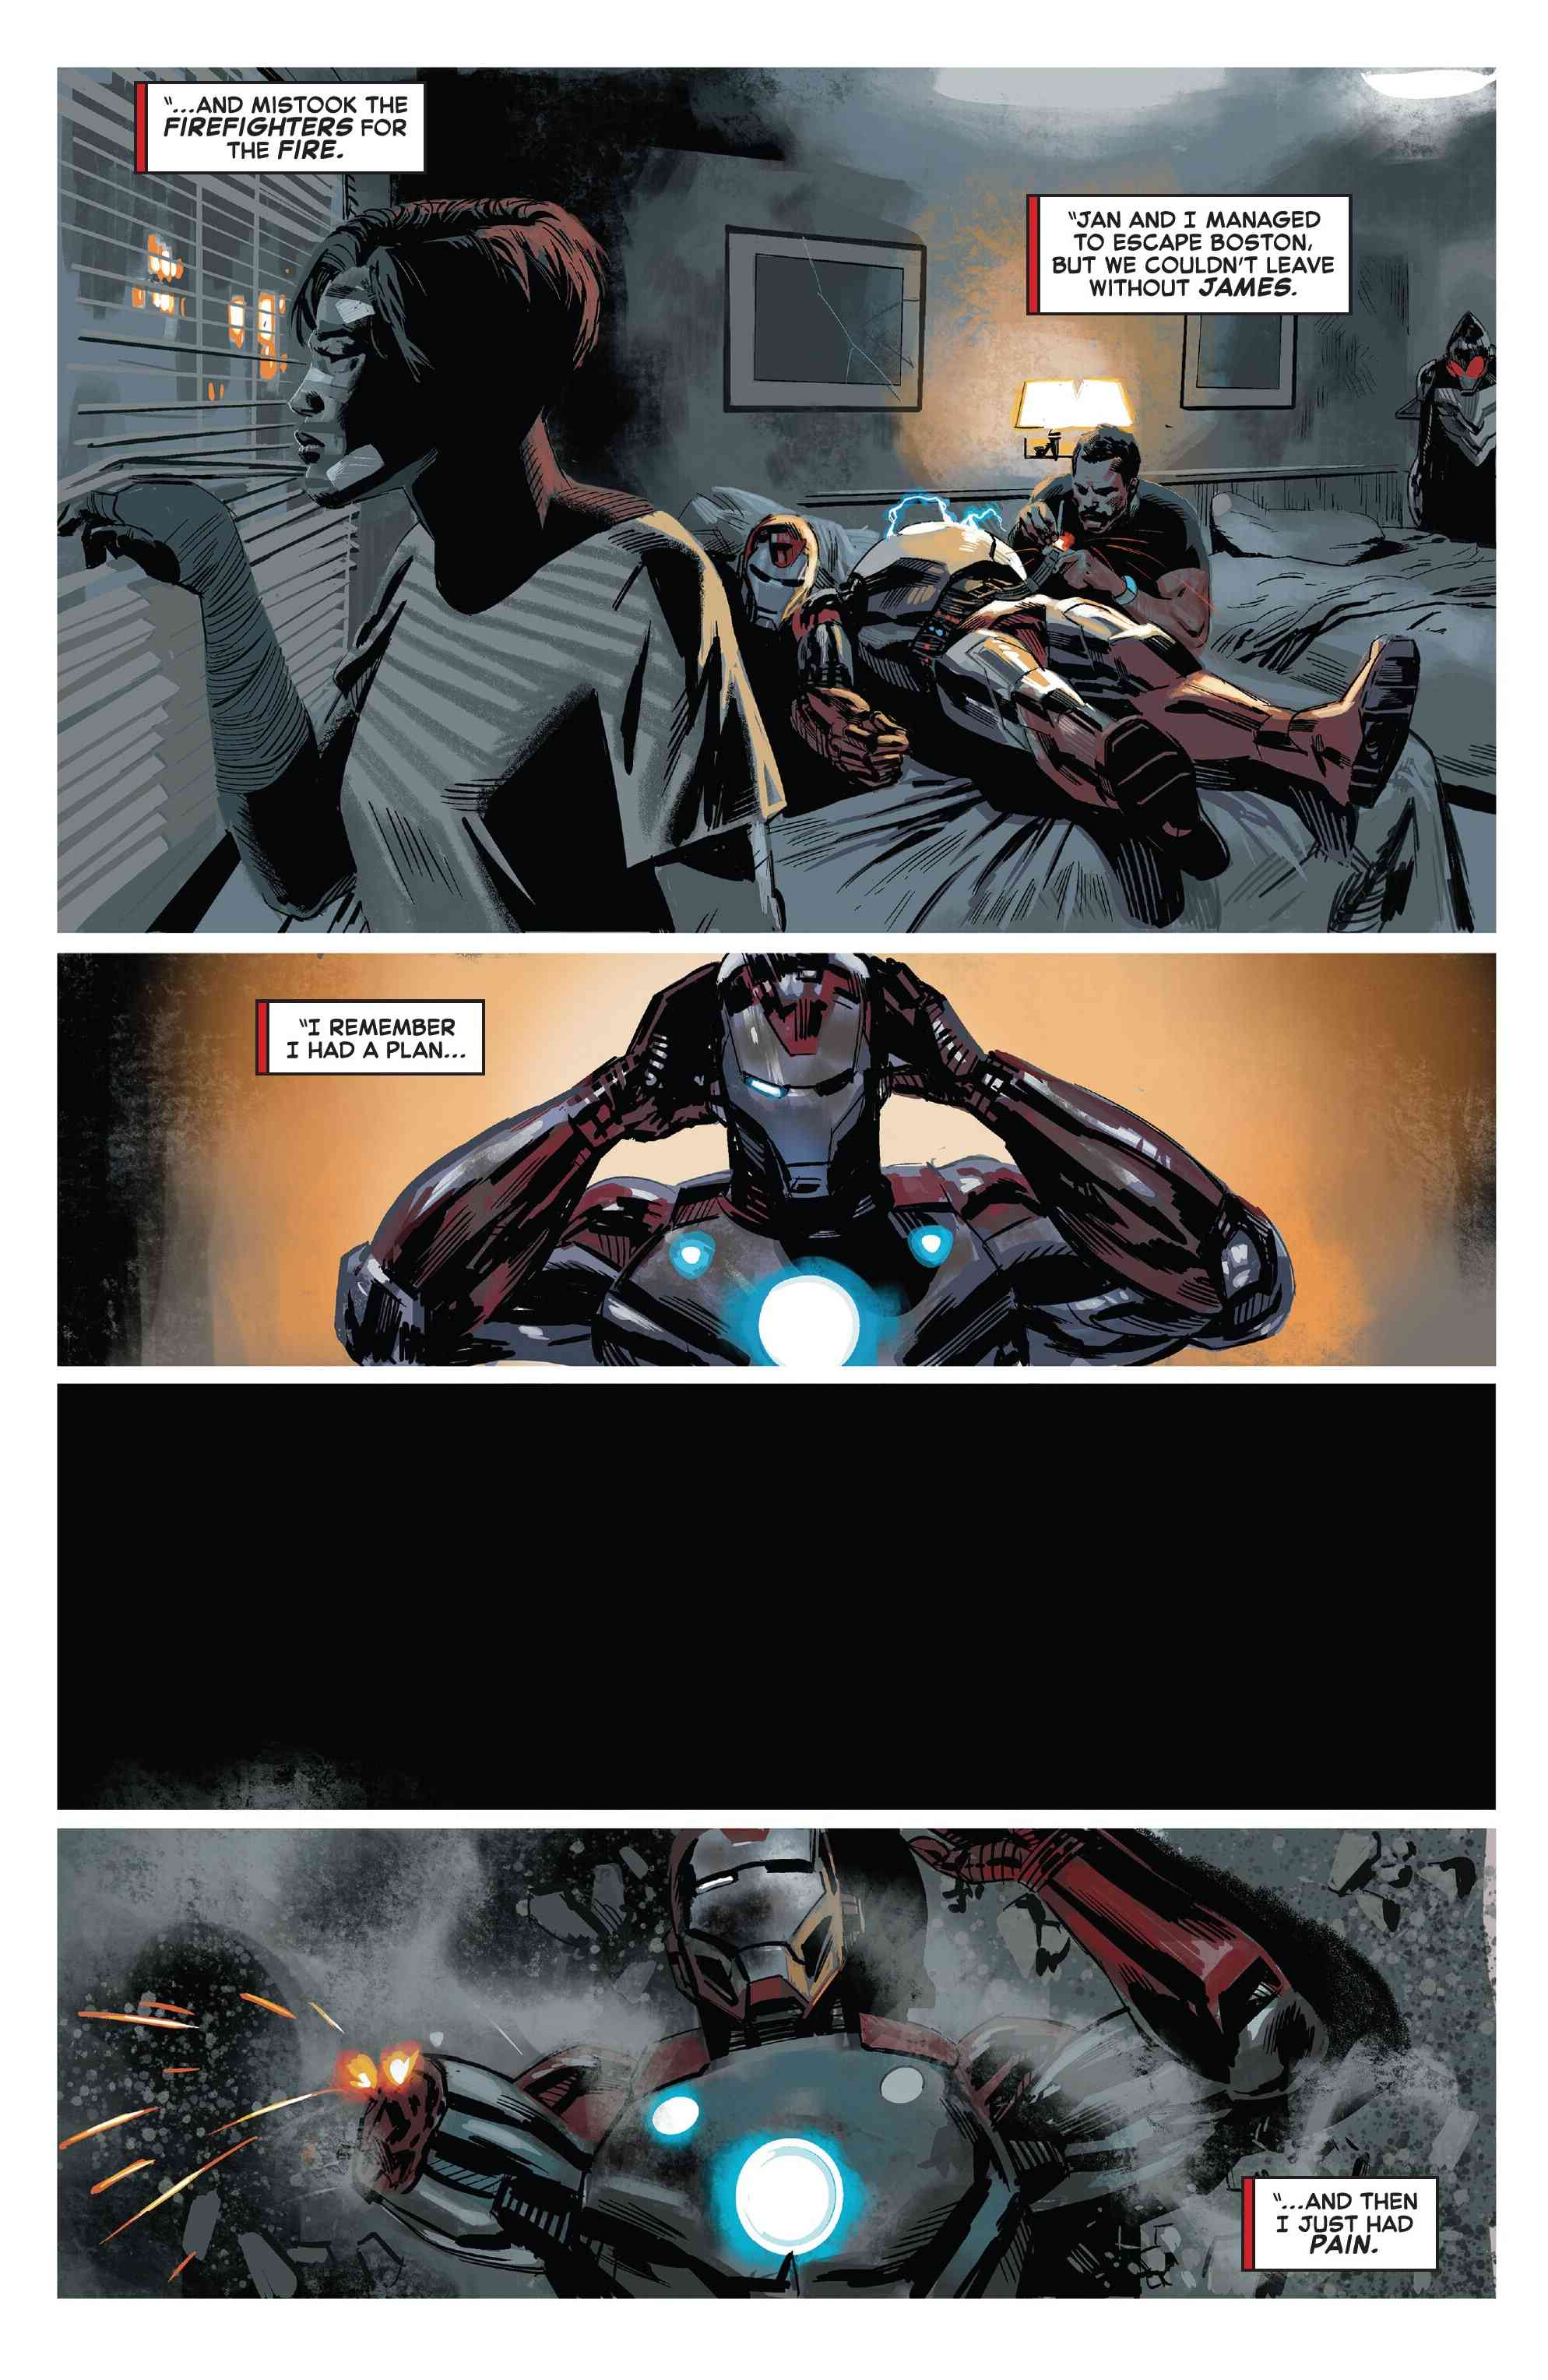 “...AND MISTOOK THE
FIREFIGHTERS FOR
THE FIRE.
“JAN AND I MANAGED
TO ESCAPE BOSTON,
BUT WE COULDN'T LEAVE
WITHOUT JAMES.
“I REMEMBER
I HAD A PLAN...
“...AND THEN
I JUST HAD
PAIN.